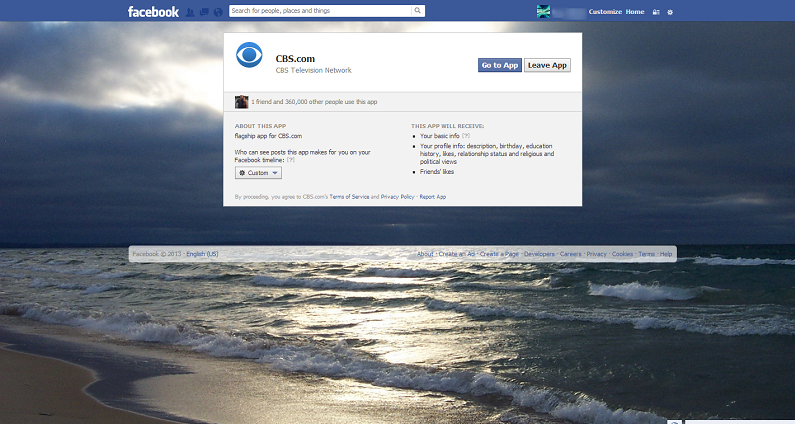 facebook
Search for people, places and things
Customize Home
CBS.com
CBS Television Network
Go to App
Leave App
1 friend and 360,000 other people use this app
ABOUT THIS APP
flagship app for CBS.com
Who can see posts this app makes for you on your
Facebook timeline: [?]
Custom
THIS APP WILL RECEIVE:
• Your basic info [?]
• Your profile info: description, birthday, education
history, likes, relationship status and religious and
political views
• Friends' likes
By proceeding, you agree to CBS.com's Terms of Service and Privacy Policy · Report App
Facebook © 2013 · English (US)
About · Create an Ad · Create a Page · Developers · Careers · Privacy · Cookies · Terms · Help